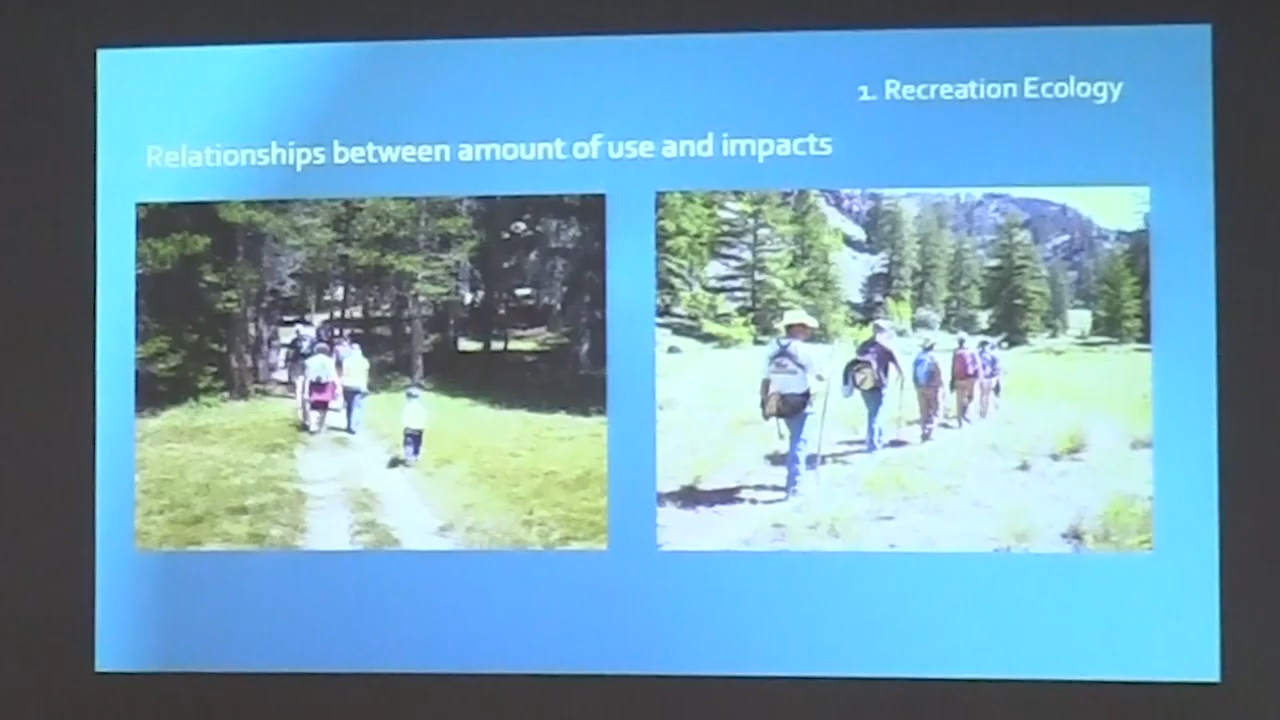 1. Recreation Ecology
Relationships between amount of use and impacts